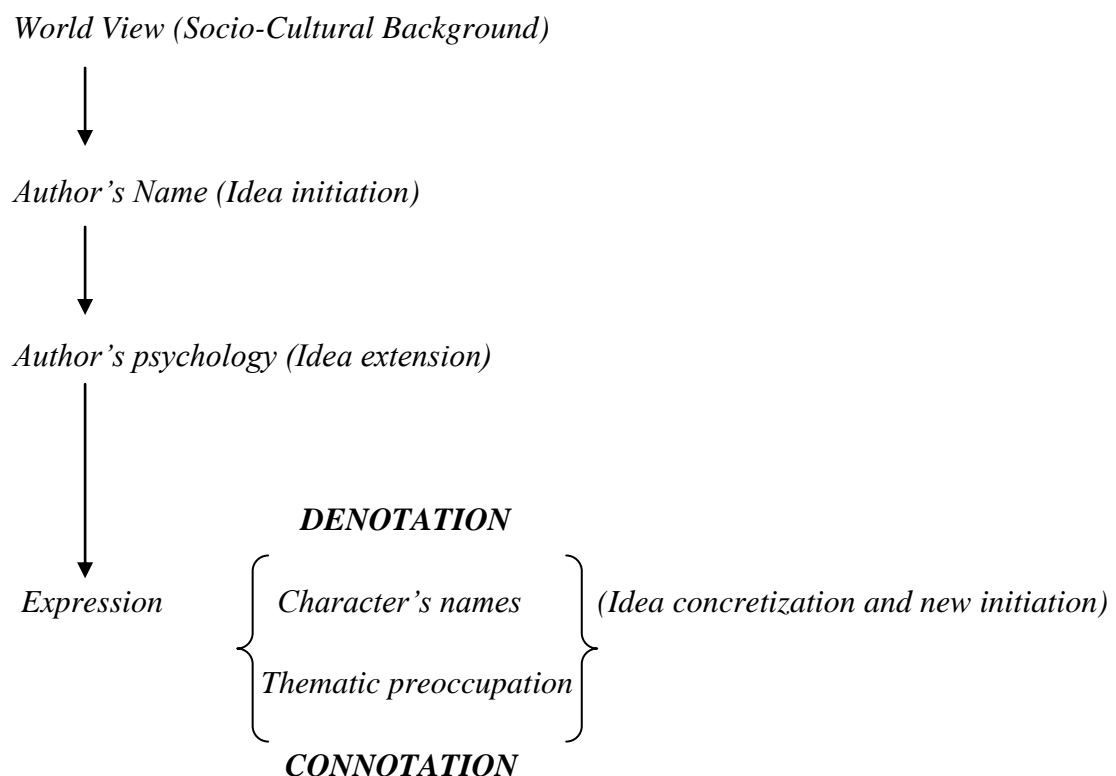 World View (Socio-Cultural Background)
Author’s Name (Idea initiation)
Author’s psychology (Idea extension)
DENOTATION
Expression Character’s names (Idea concretization and new initiation)
Thematic preoccupation
CONNOTATION